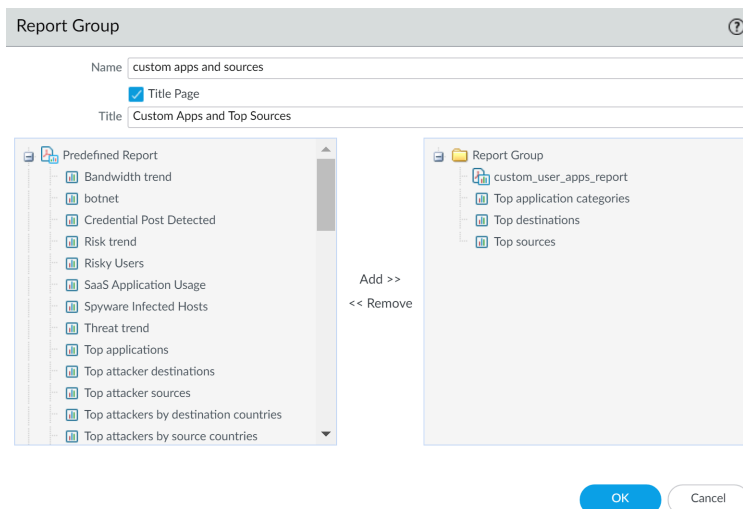 Report Group
?
Name custom apps and sources
Title Page
Title Custom Apps and Top Sources
Predefined Report
Bandwidth trend
botnet
Credential Post Detected
Risk trend
Risky Users
SaaS Application Usage
Spyware Infected Hosts
Threat trend
Top applications
Top attacker destinations
Top attacker sources
Top attackers by destination countries
Top attackers by source countries
Add >>
<< Remove
Report Group
custom_user_apps_report
Top application categories
Top destinations
Top sources
OK Cancel